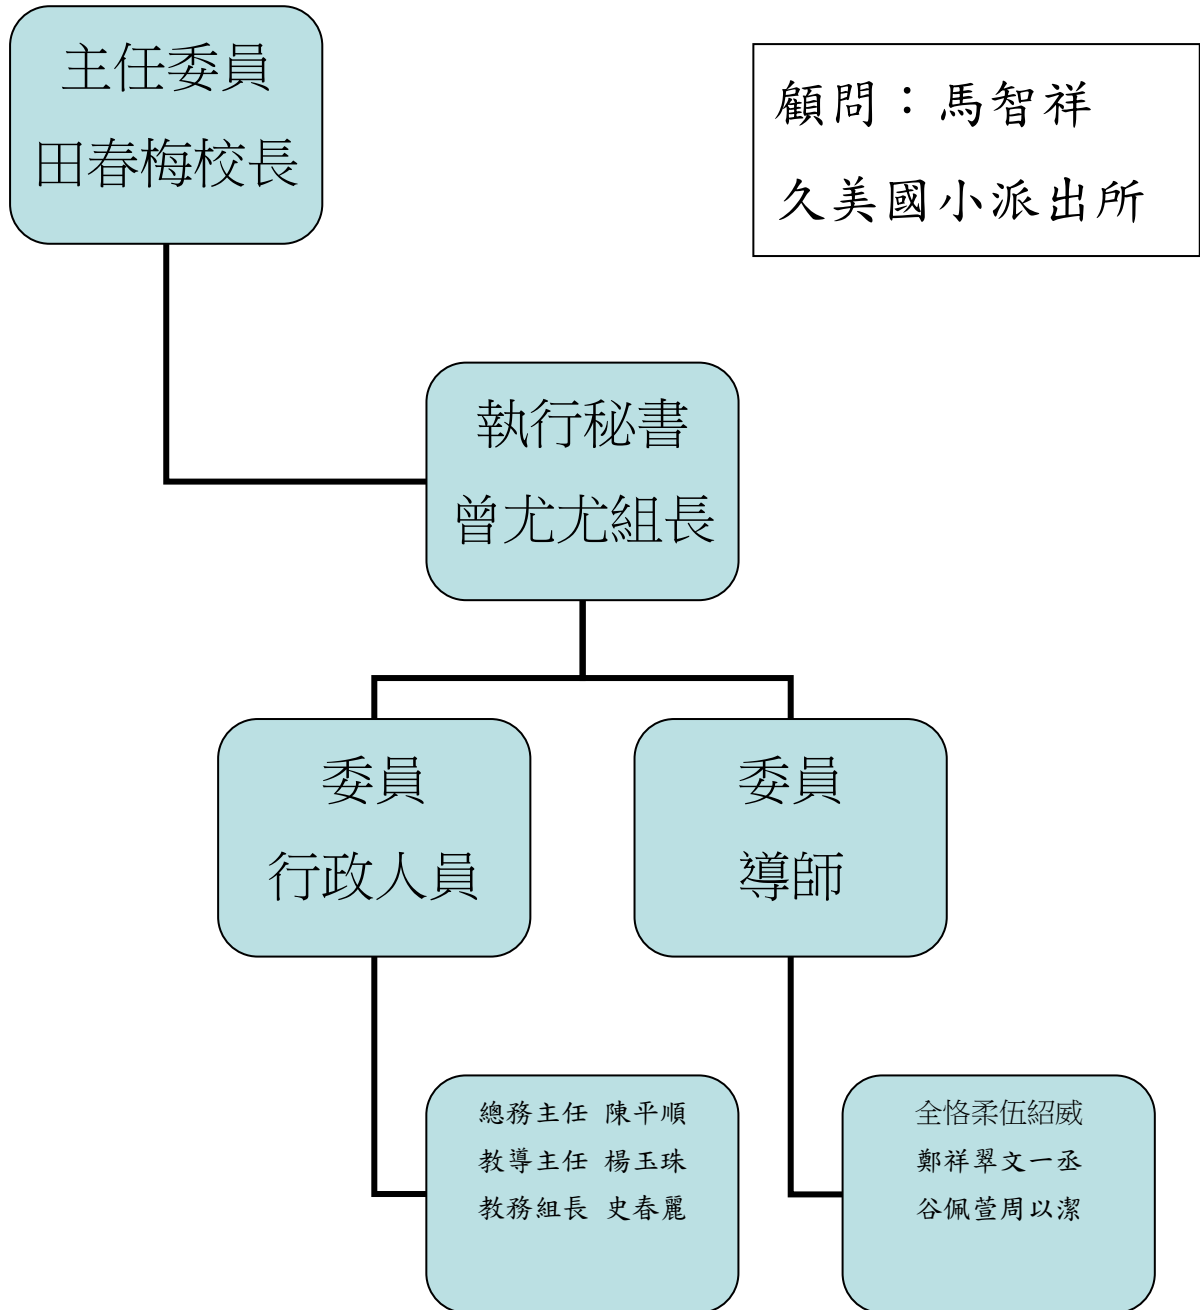 主任委員
田春梅校長
顧問：馬智祥
久美國小派出所
執行秘書
曾尤尤組長
委員
行政人員
委員
導師
總務主任 陳平順
教導主任 楊玉珠
教務組長 史春麗
全恪柔伍紹威
鄭祥翠文一丞
谷佩萱周以潔